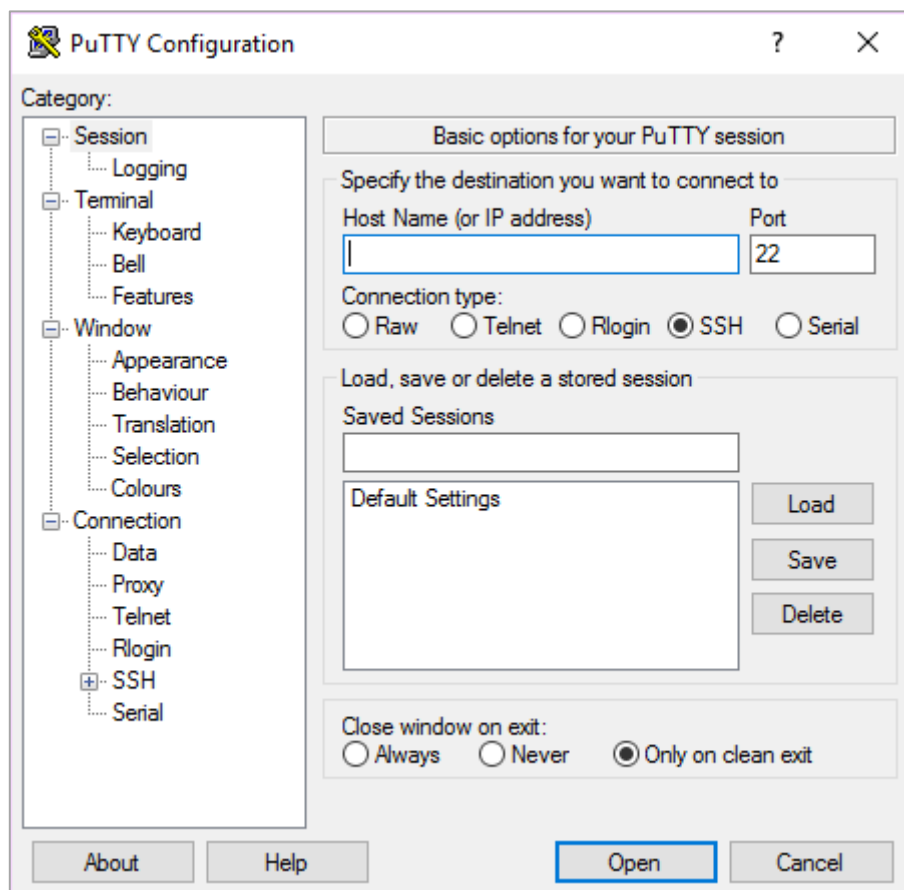 PuTTY Configuration
?
Category:
Session
Logging
Terminal
Keyboard
Bell
Features
Window
Appearance
Behaviour
Translation
Selection
Colours
Connection
Data
Proxy
Telnet
Rlogin
SSH
Serial
Basic options for your PuTTY session
Specify the destination you want to connect to
Host Name (or IP address) Port
22
Connection type:
Raw Telnet Rlogin SSH Serial
Load, save or delete a stored session
Saved Sessions
Default Settings
Load
Save
Delete
Close window on exit:
Always Never Only on clean exit
About Help Open Cancel